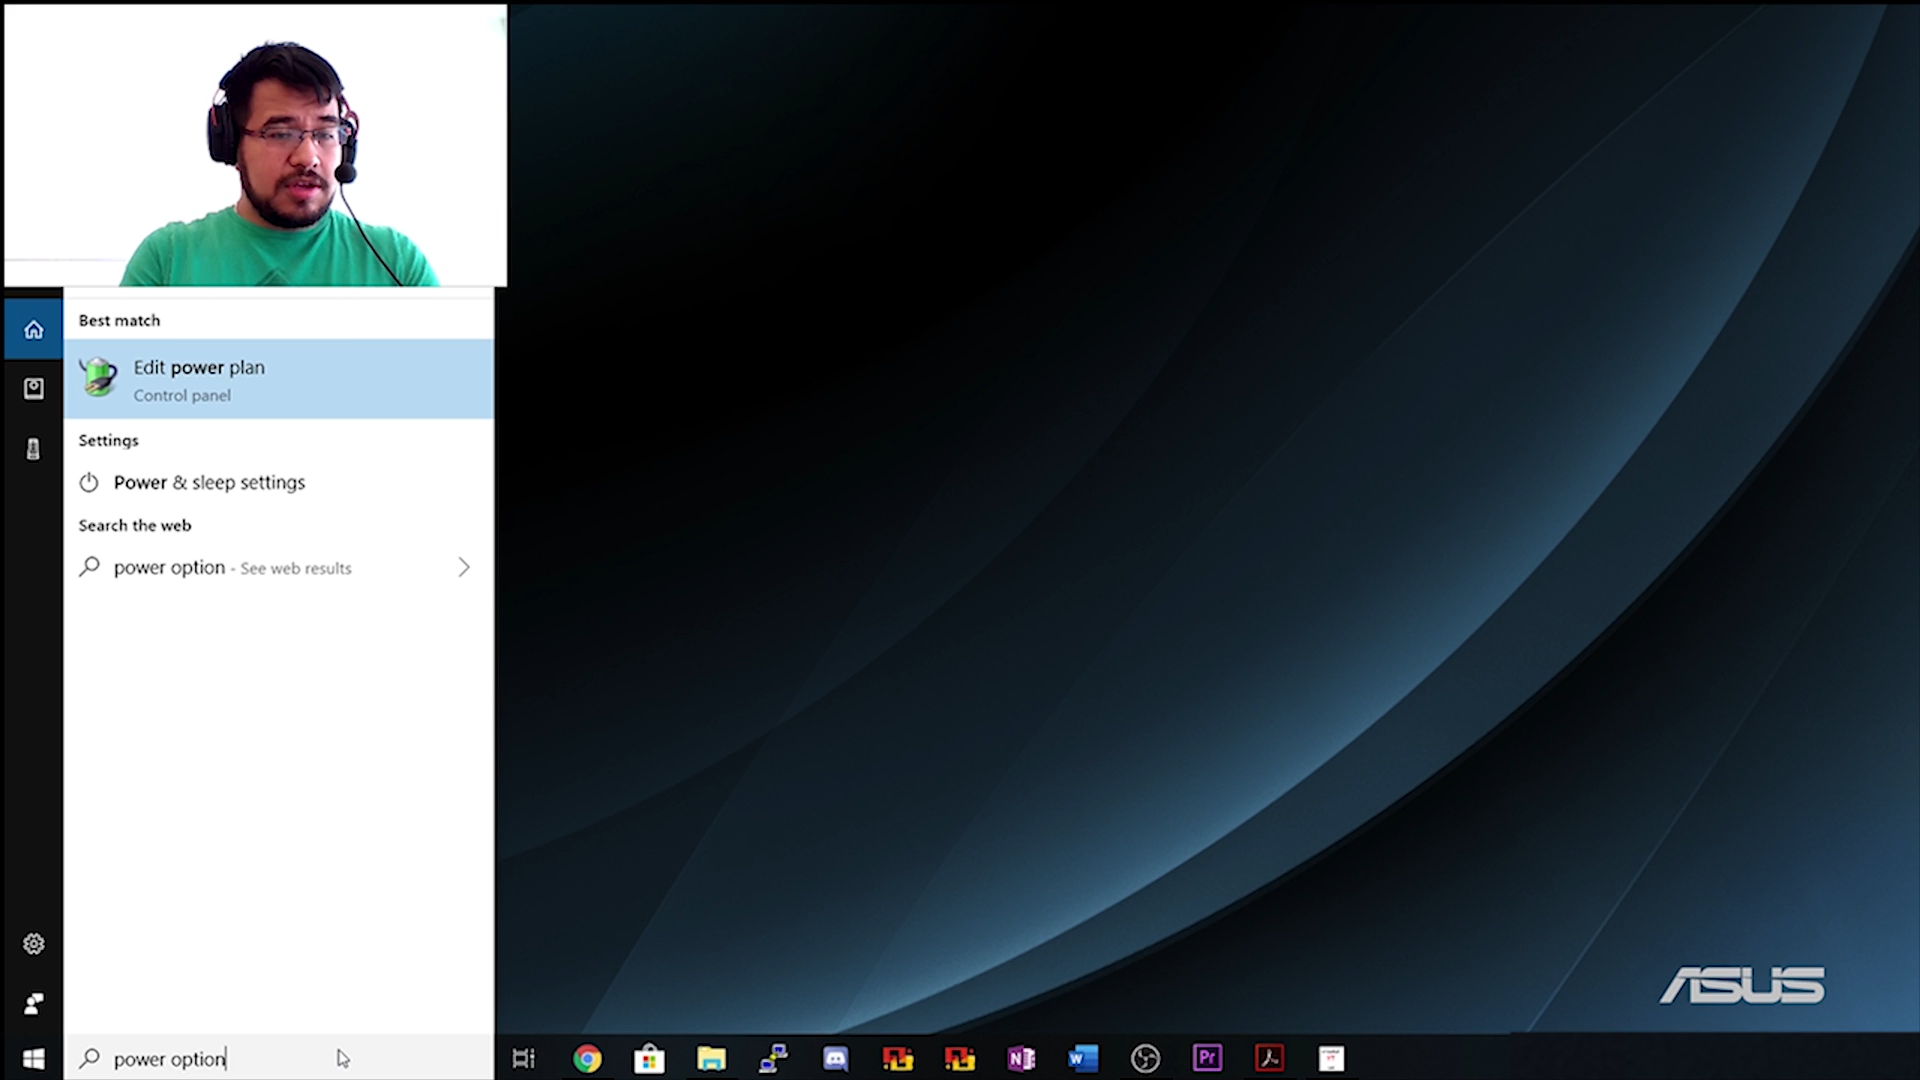 Best match
Edit power plan
Control panel
Settings
Power & sleep settings
Search the web
power option - See web results
ASUS
power option
N
W
Pr